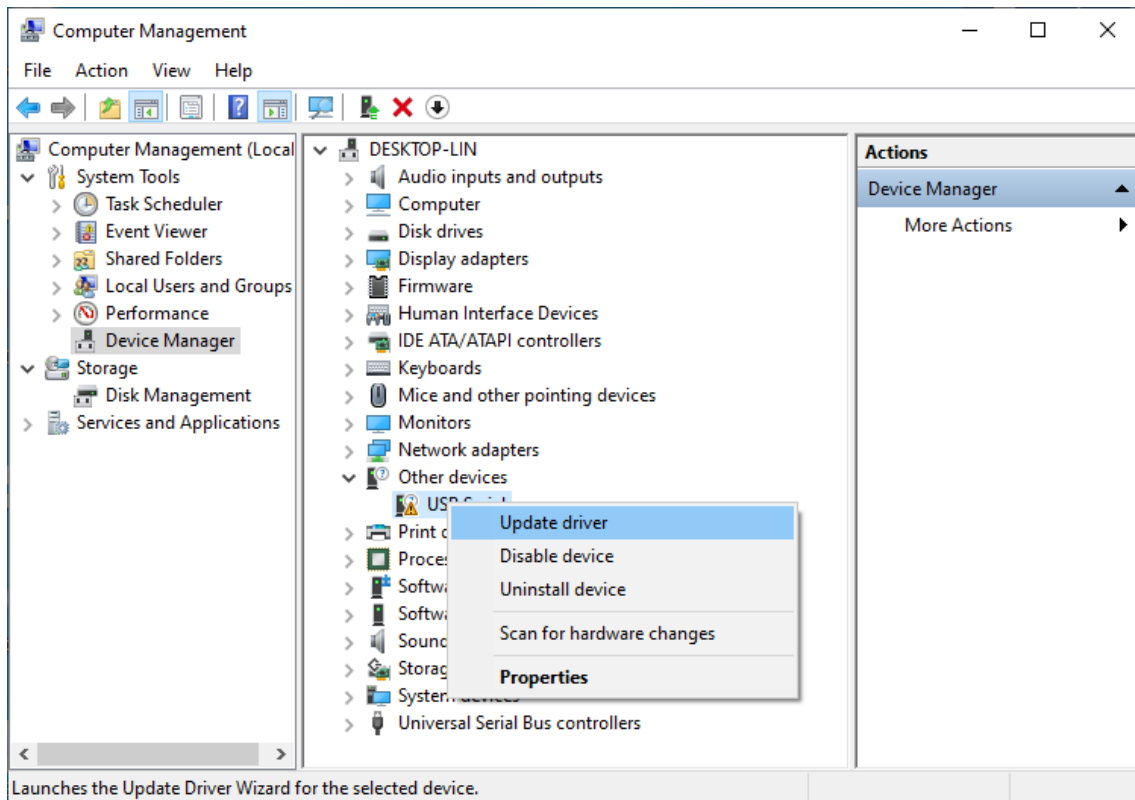 Computer Management
File Action View Help
Computer Management (Local
System Tools
Task Scheduler
Event Viewer
Shared Folders
Local Users and Groups
Performance
Device Manager
Storage
Disk Management
Services and Applications
DESKTOP-LIN
Audio inputs and outputs
Computer
Disk drives
Display adapters
Firmware
Human Interface Devices
IDE ATA/ATAPI controllers
Keyboards
Mice and other pointing devices
Monitors
Network adapters
Other devices
Print
Universal Serial Bus controllers
Update driver
Disable device
Uninstall device
Scan for hardware changes
Properties
Actions
Device Manager
More Actions
Launches the Update Driver Wizard for the selected device.